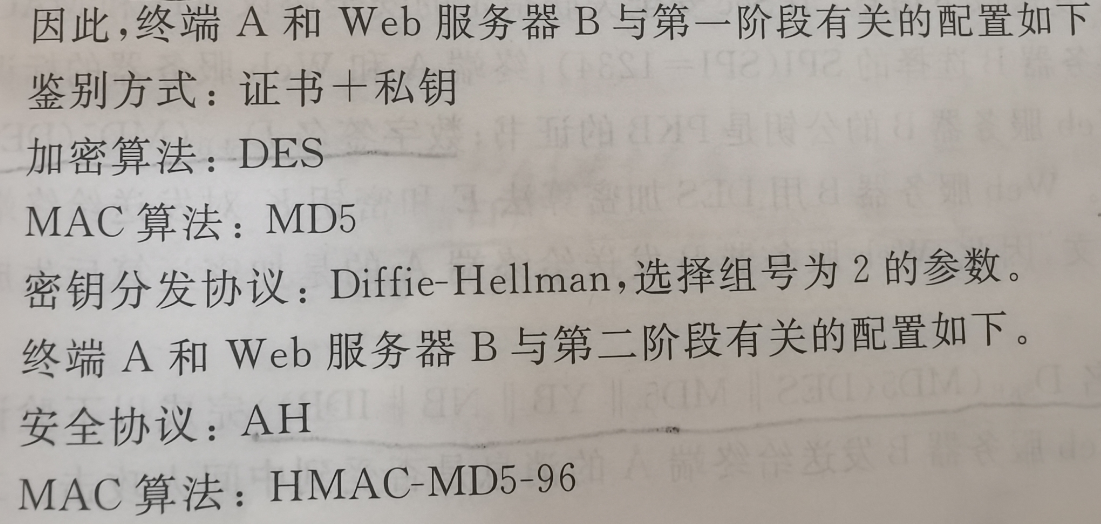 因此,终端 A 和 Web 服务器 B 与第一阶段有关的配置如下
鉴别方式：证书＋私钥
加密算法：DES
MAC 算法：MD5
密钥分发协议：Diffie-Hellman,选择组号为 2 的参数。
终端 A 和 Web 服务器 B 与第二阶段有关的配置如下。
安全协议：AH
MAC 算法：HMAC-MD5-96